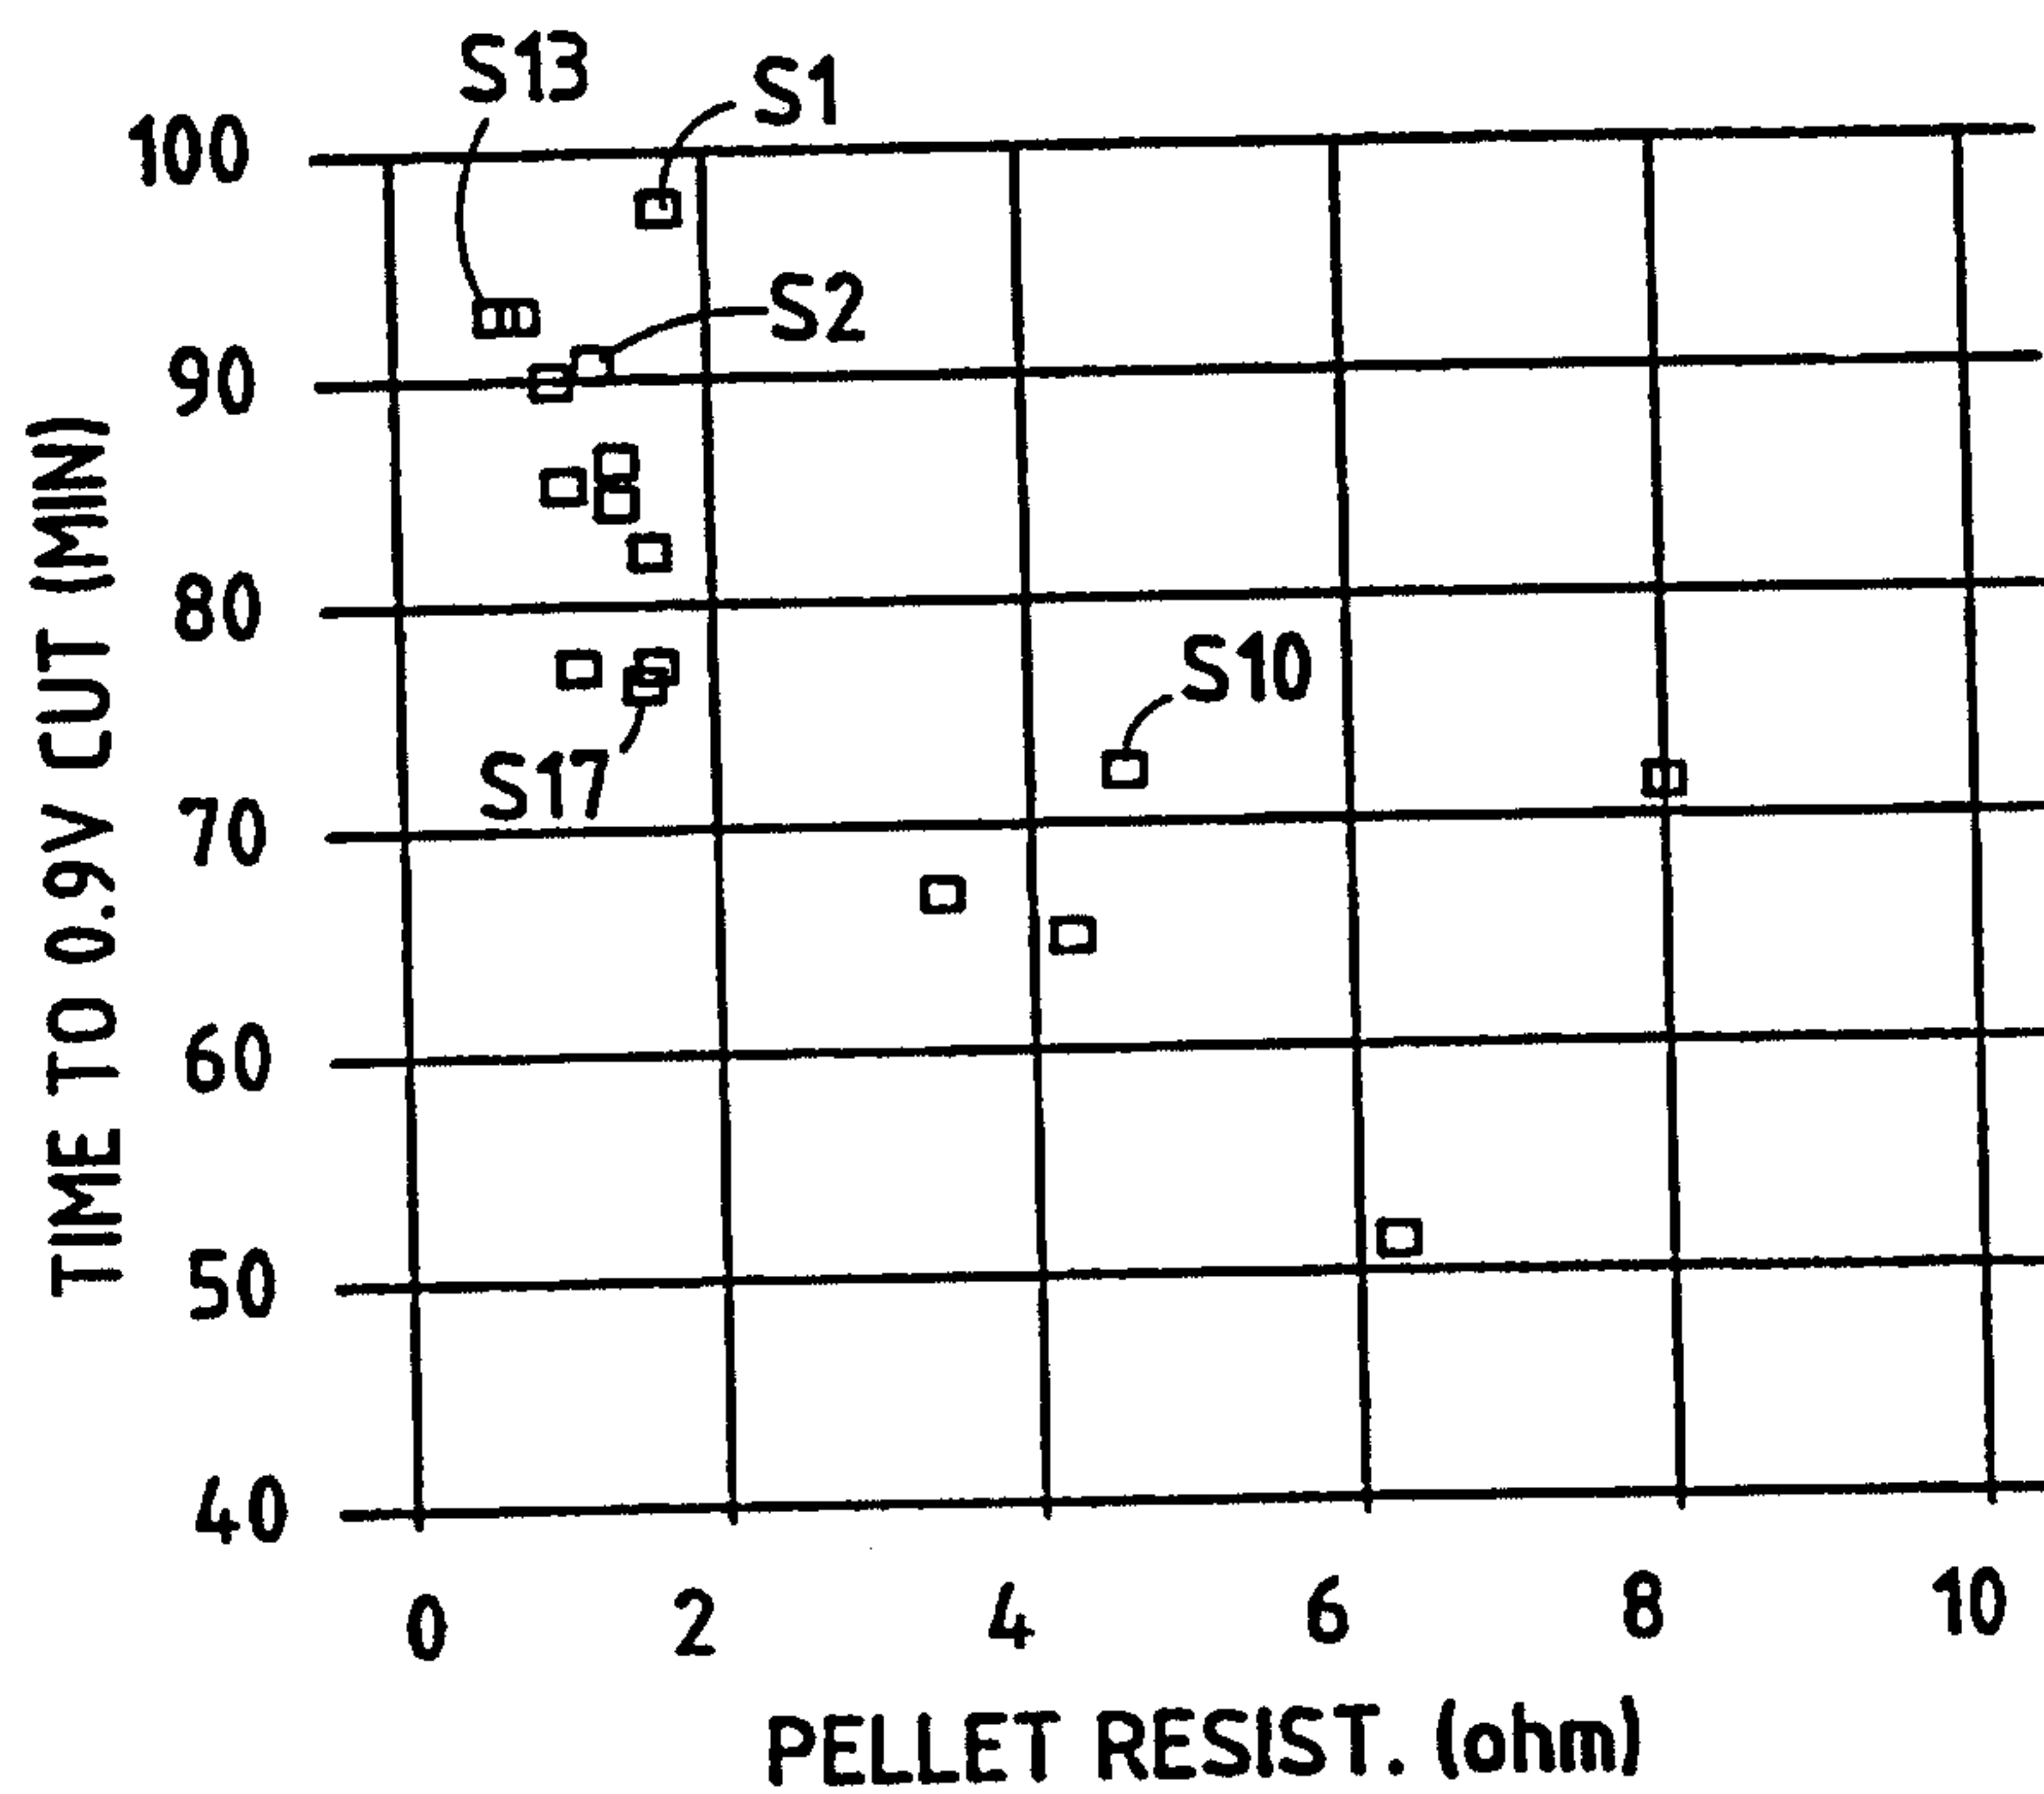 S13
S1
100
S2
90
80
S10
S17
70
60
50
40
TIME TO 0.9V CUT (MIN)
0 2 4 6 8 10
PELLET RESIST. (ohm)